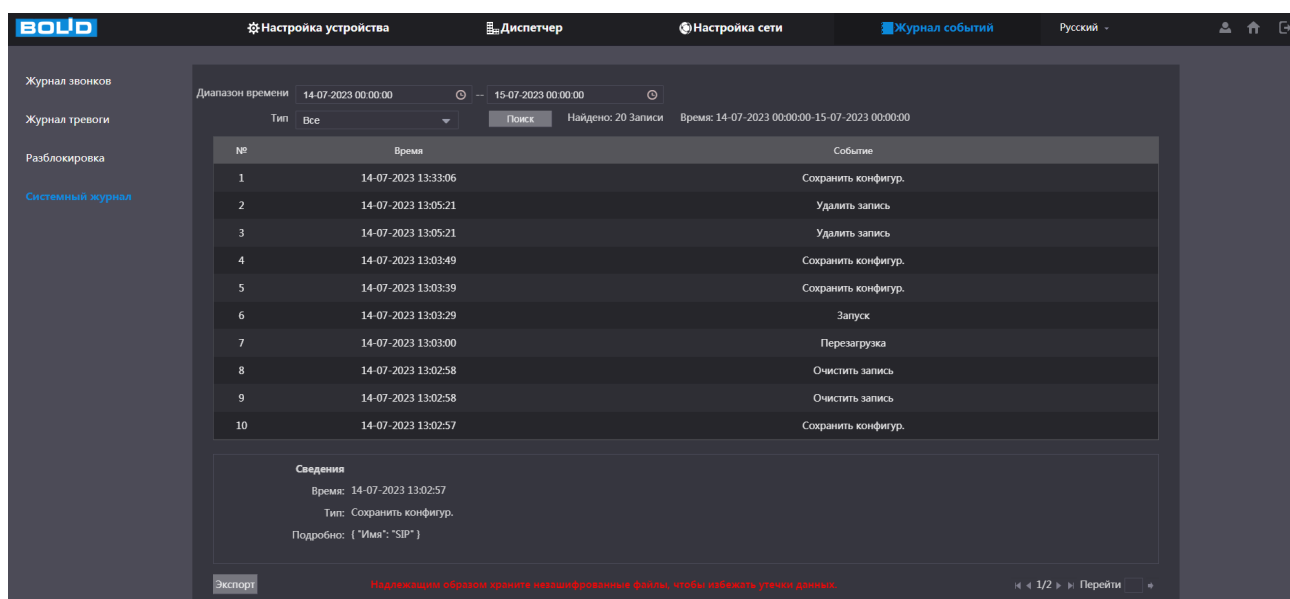 BOLID Настройка устройства Диспетчер Настройка сети Журнал событий Русский
Журнал звонков
Журнал тревоги
Разблокировка
Системный журнал
Диапазон времени 14-07-2023 00:00:00 -- 15-07-2023 00:00:00
Тип Все Поиск Найдено: 20 Записи Время: 14-07-2023 00:00:00-15-07-2023 00:00:00
№ Время Событие
1 14-07-2023 13:33:06 Сохранить конфигур.
2 14-07-2023 13:05:21 Удалить запись
3 14-07-2023 13:05:21 Удалить запись
4 14-07-2023 13:03:49 Сохранить конфигур.
5 14-07-2023 13:03:39 Сохранить конфигур.
6 14-07-2023 13:03:29 Запуск
7 14-07-2023 13:03:00 Перезагрузка
8 14-07-2023 13:02:58 Очистить запись
9 14-07-2023 13:02:58 Очистить запись
10 14-07-2023 13:02:57 Сохранить конфигур.
Сведения
Время: 14-07-2023 13:02:57
Тип: Сохранить конфигур.
Подробно: { "Имя": "SIP" }
Экспорт Надлежащим образом храните незашифрованные файлы, чтобы избежать утечки данных. 1/2 Перейти